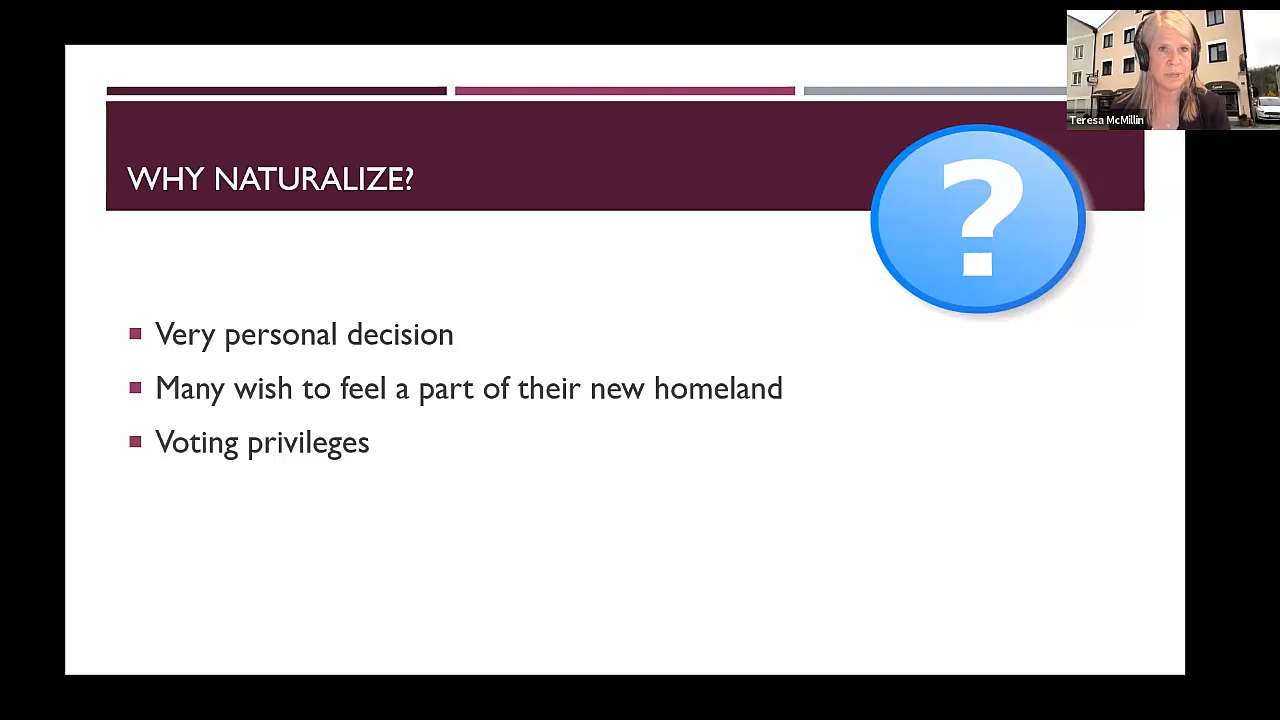 Teresa McMillin
WHY NATURALIZE?
?
Very personal decision
Many wish to feel a part of their new homeland
Voting privileges